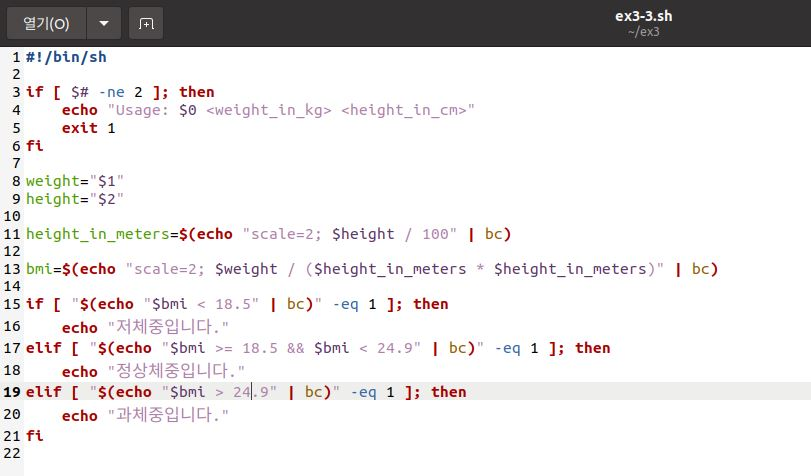 열기(O)
ex3-3.sh
~/ex3
1 #!/bin/sh
2
3 if [ $# -ne 2 ]; then
4     echo "Usage: $0 <weight_in_kg> <height_in_cm>"
5     exit 1
6 fi
7
8 weight="$1"
9 height="$2"
10
11 height_in_meters=$(echo "scale=2; $height / 100" | bc)
12
13 bmi=$(echo "scale=2; $weight / ($height_in_meters * $height_in_meters)" | bc)
14
15 if [ "$(echo "$bmi < 18.5" | bc)" -eq 1 ]; then
16     echo "저체중입니다."
17 elif [ "$(echo "$bmi >= 18.5 && $bmi < 24.9" | bc)" -eq 1 ]; then
18     echo "정상체중입니다."
19 elif [ "$(echo "$bmi > 24.9" | bc)" -eq 1 ]; then
20     echo "과체중입니다."
21 fi
22